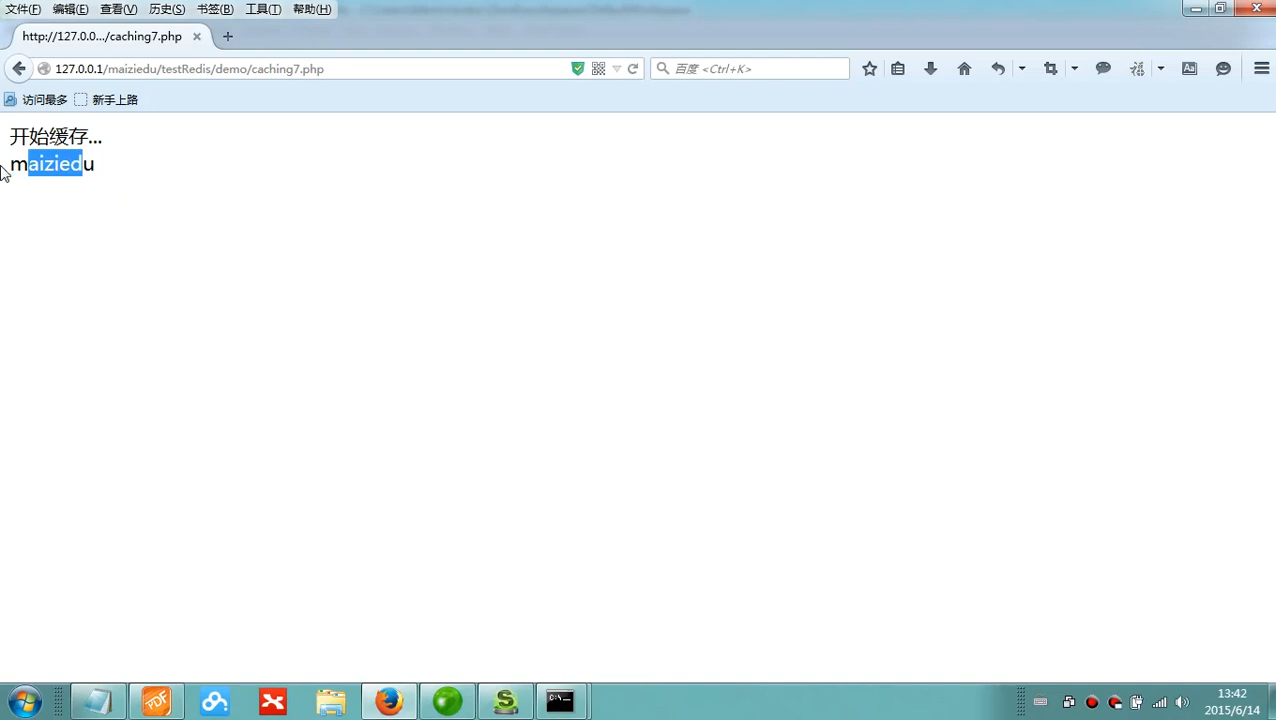 文件(F) 编辑(E) 查看(V) 历史(S) 书签(B) 工具(T) 帮助(H)
http://127.0.0.../caching7.php
127.0.0.1/maiziedu/testRedis/demo/caching7.php
百度 <Ctrl+K>
访问最多 新手上路
开始缓存...
maiziedu
PDF
S
C:\.
13:42
2015/6/14